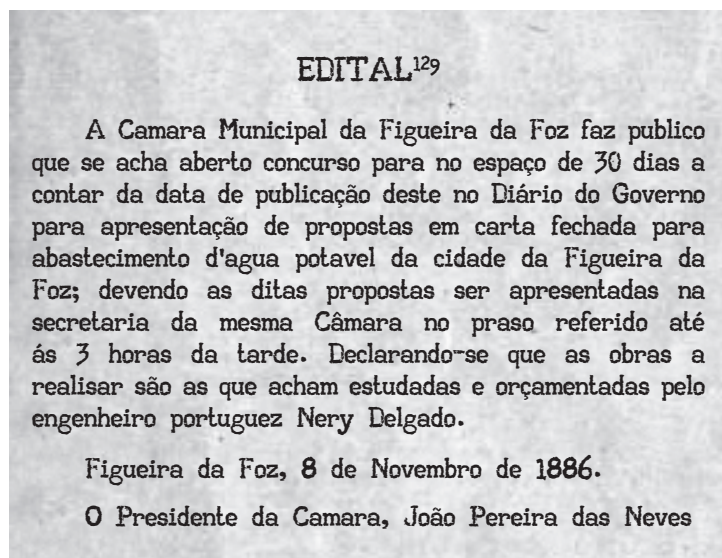 EDITAL¹²⁹
A Camara Municipal da Figueira da Foz faz publico
que se acha aberto concurso para no espaço de 30 dias a
contar da data de publicação deste no Diário do Governo
para apresentação de propostas em carta fechada para
abastecimento d'agua potavel da cidade da Figueira da
Foz; devendo as ditas propostas ser apresentadas na
secretaria da mesma Câmara no praso referido até
ás 3 horas da tarde. Declarando-se que as obras a
realisar são as que acham estudadas e orçamentadas pelo
engenheiro portuguez Nery Delgado.
Figueira da Foz, 8 de Novembro de 1886.
O Presidente da Camara, João Pereira das Neves